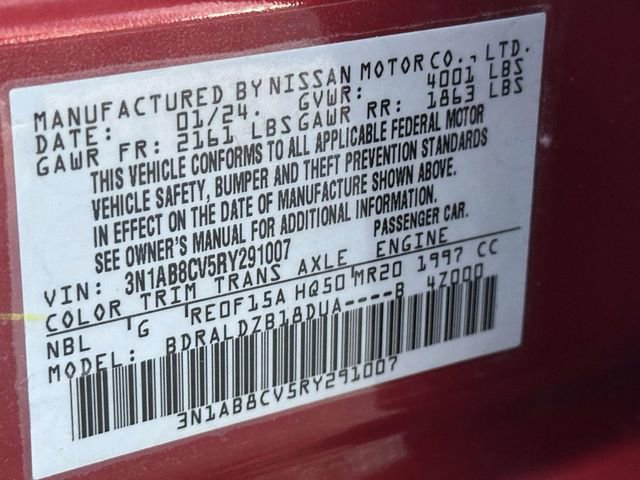 MANUFACTURED BY NISSAN MOTOR CO., LTD.
DATE: 01/24. GVWR: 4001 LBS
GAWR FR: 2161 LBS GAWR RR: 1863 LBS
THIS VEHICLE CONFORMS TO ALL APPLICABLE FEDERAL MOTOR
VEHICLE SAFETY, BUMPER AND THEFT PREVENTION STANDARDS
IN EFFECT ON THE DATE OF MANUFACTURE SHOWN ABOVE.
SEE OWNER'S MANUAL FOR ADDITIONAL INFORMATION.
VIN: 3N1AB8CV5RY291007 PASSENGER CAR.
COLOR TRIM TRANS AXLE ENGINE
NBL G RE0F15A HQ50 MR20 1997 CC
MODEL: BDRALDZB18DUA----B 4Z000
3N1AB8CV5RY291007